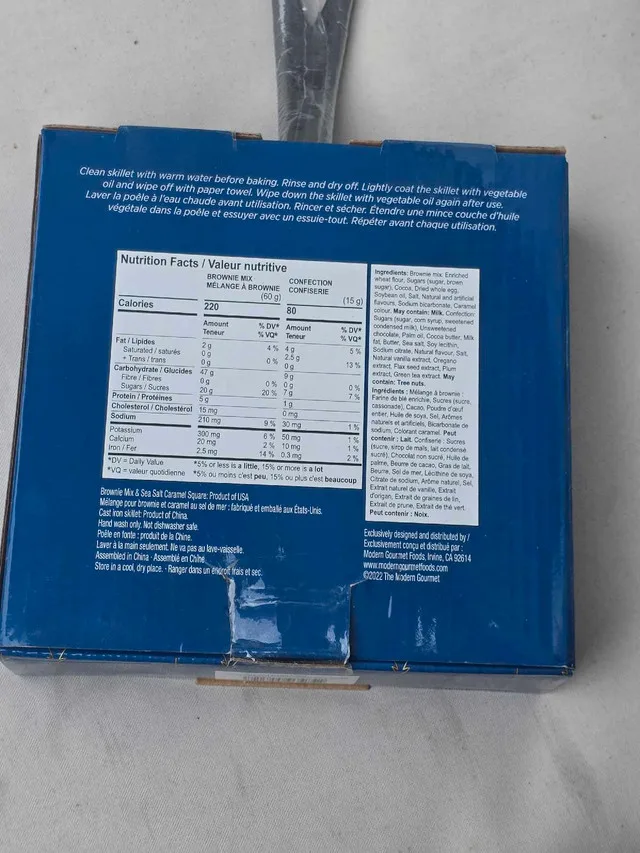 Clean skillet with warm water before baking. Rinse and dry off. Lightly coat the skillet with vegetable
oil and wipe off with paper towel. Wipe down the skillet with vegetable oil again after use.
Laver la poêle à l'eau chaude avant utilisation. Rincer et sécher. Étendre une mince couche d'huile
végétale dans la poêle et essuyer avec un essuie-tout. Répéter avant chaque utilisation.
Nutrition Facts / Valeur nutritive
BROWNIE MIX CONFECTION
MÉLANGE À BROWNIE CONFISERIE
(60 g) (15 g)
Calories 220 80
Amount % DV* Amount % DV*
Teneur % VQ* Teneur % VQ*
Fat / Lipides 2 g 4 % 4 g 5 %
Saturated / saturés 0 g 2.5 g
+ Trans / trans 0 g 0 % 0 g 13 %
Carbohydrate / Glucides 47 g 9 g
Fibre / Fibres 0 g 0 % 0 g 0 %
Sugars / Sucres 20 g 20 % 7 g 7 %
Protein / Protéines 5 g 1 g
Cholesterol / Cholestérol 15 mg 0 mg
Sodium 210 mg 9 % 30 mg 1 %
Potassium 300 mg 6 % 50 mg 1 %
Calcium 20 mg 2 % 10 mg 1 %
Iron / Fer 2.5 mg 14 % 0.3 mg 2 %
*DV = Daily Value *5% or less is a little, 15% or more is a lot
*VQ = valeur quotidienne *5% ou moins c'est peu, 15% ou plus c'est beaucoup
Ingredients: Brownie mix: Enriched
wheat flour, Sugars (sugar, brown
sugar), Cocoa, Dried whole egg,
Soybean oil, Salt, Natural and artificial
flavours, Sodium bicarbonate, Caramel
colour. May contain: Milk. Confection:
Sugars (sugar, corn syrup, sweetened
condensed milk), Unsweetened
chocolate, Palm oil, Cocoa butter, Milk
fat, Butter, Sea salt, Soy lecithin,
Sodium citrate, Natural flavour, Salt,
Natural vanilla extract, Oregano
extract, Flax seed extract, Plum
extract, Green tea extract. May
contain: Tree nuts.
Ingrédients : Mélange à brownie :
Farine de blé enrichie, Sucres (sucre,
cassonade), Cacao, Poudre d'œuf
entier, Huile de soya, Sel, Arômes
naturels et artificiels, Bicarbonate de
sodium, Colorant caramel. Peut
contenir : Lait. Confiserie : Sucres
(sucre, sirop de maïs, lait condensé
sucré), Chocolat non sucré, Huile de
palme, Beurre de cacao, Gras de lait,
Beurre, Sel de mer, Lécithine de soya,
Citrate de sodium, Arôme naturel, Sel,
Extrait naturel de vanille, Extrait
d'origan, Extrait de graines de lin,
Extrait de prune, Extrait de thé vert.
Peut contenir : Noix.
Brownie Mix & Sea Salt Caramel Square: Product of USA
Mélange pour brownie et caramel au sel de mer : fabriqué et emballé aux États-Unis.
Cast iron skillet: Product of China.
Hand wash only. Not dishwasher safe.
Poêle en fonte : produit de la Chine.
Laver à la main seulement. Ne va pas au lave-vaisselle.
Assembled in China · Assemblé en Chine
Store in a cool, dry place. · Ranger dans un endroit frais et sec.
Exclusively designed and distributed by /
Exclusivement conçu et distribué par :
Modern Gourmet Foods, Irvine, CA 92614
www.moderngourmetfoods.com
©2022 The Modern Gourmet